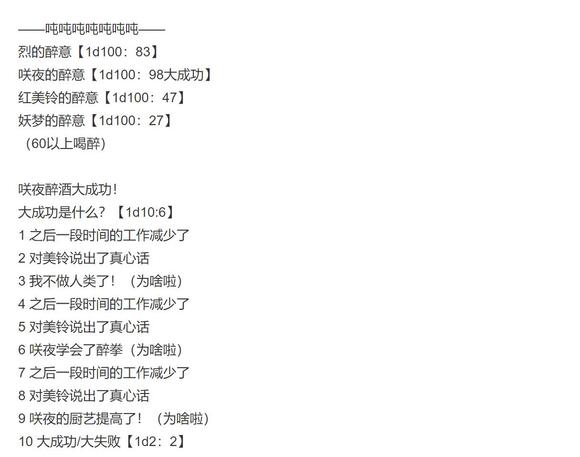 ——吨吨吨吨吨吨吨——
烈的醉意【1d100：83】
咲夜的醉意【1d100：98大成功】
红美铃的醉意【1d100：47】
妖梦的醉意【1d100：27】
（60以上喝醉）
咲夜醉酒大成功！
大成功是什么？【1d10:6】
1 之后一段时间的工作减少了
2 对美铃说出了真心话
3 我不做人类了！（为啥啦）
4 之后一段时间的工作减少了
5 对美铃说出了真心话
6 咲夜学会了醉拳（为啥啦）
7 之后一段时间的工作减少了
8 对美铃说出了真心话
9 咲夜的厨艺提高了！（为啥啦）
10 大成功/大失败【1d2：2】